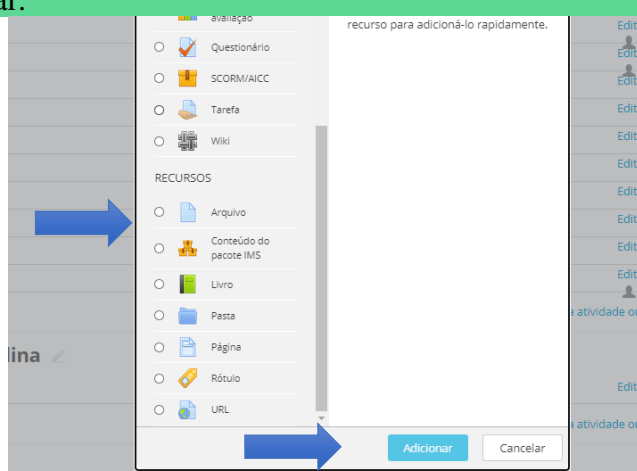 ar.
avaliação
Questionário
SCORM/AICC
Tarefa
Wiki
RECURSOS
Arquivo
Conteúdo do
pacote IMS
Livro
Pasta
Página
Rótulo
URL
recurso para adicioná-lo rapidamente.
Adicionar
Cancelar
lina
Edit
Edit
Edit
Edit
Edit
Edit
Edit
Edit
Edit
Edit
a atividade ou
Edit
a atividade ou